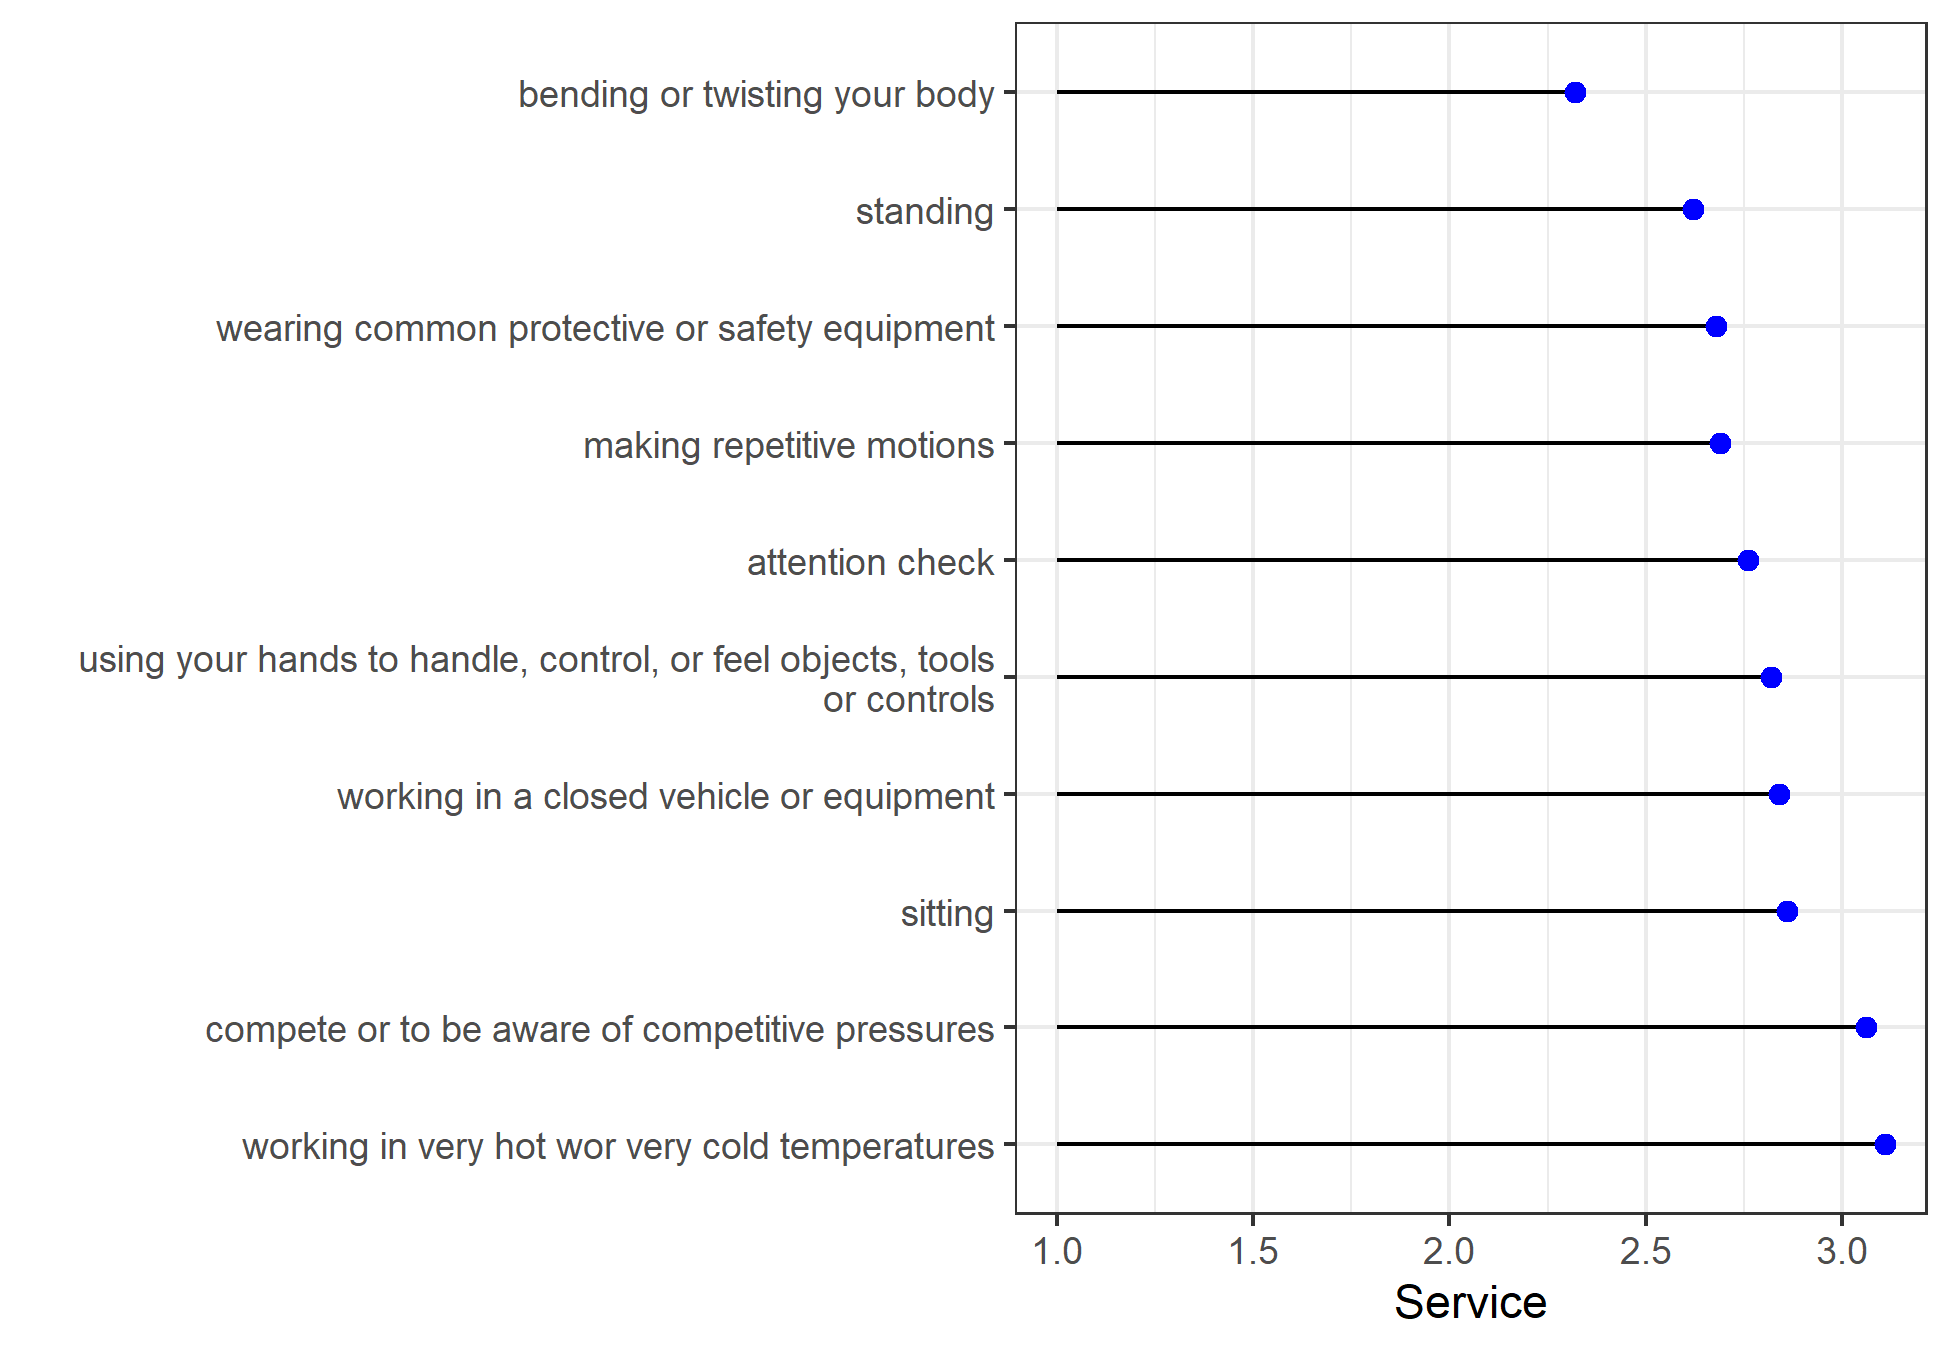 bending or twisting your body
standing
wearing common protective or safety equipment
making repetitive motions
attention check
using your hands to handle, control, or feel objects, tools
or controls
working in a closed vehicle or equipment
sitting
compete or to be aware of competitive pressures
working in very hot wor very cold temperatures
1.0 1.5 2.0 2.5 3.0
Service